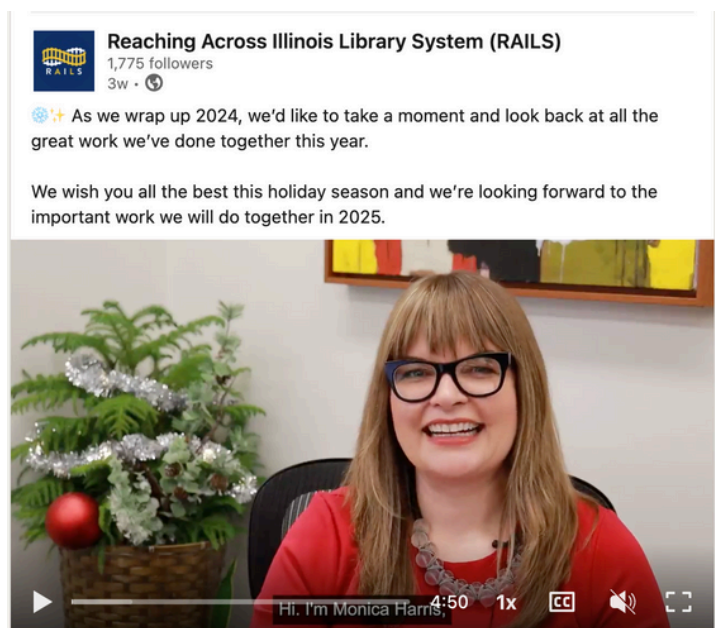 Reaching Across Illinois Library System (RAILS)
RAILS
1,775 followers
3w •
As we wrap up 2024, we'd like to take a moment and look back at all the
great work we've done together this year.
We wish you all the best this holiday season and we're looking forward to the
important work we will do together in 2025.
Hi. I'm Monica Harris,
4:50
1x
CC